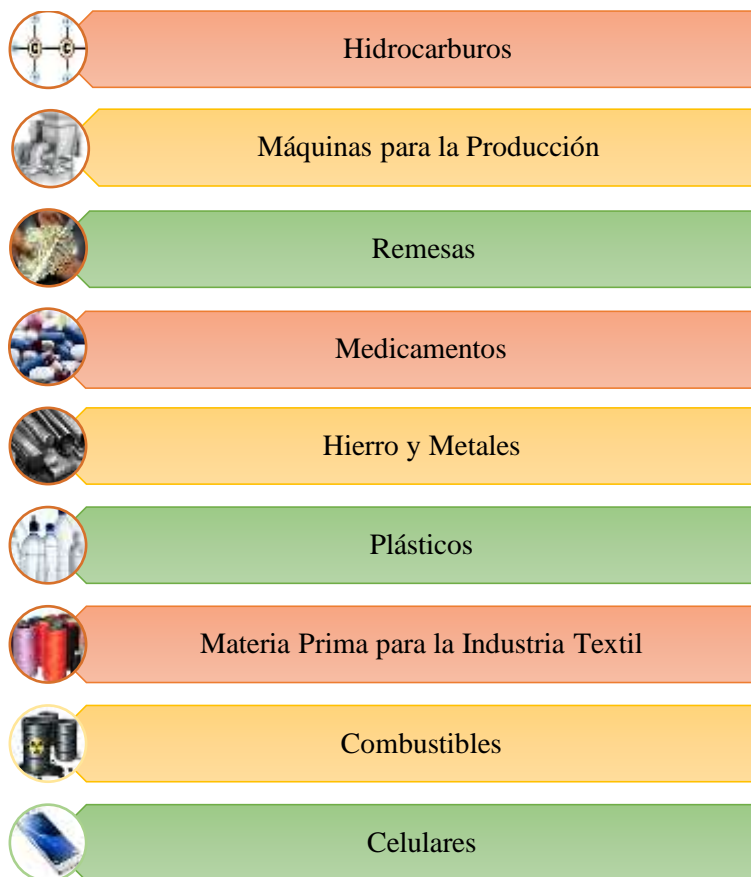 Hidrocarburos
Máquinas para la Producción
Remesas
Medicamentos
Hierro y Metales
Plásticos
Materia Prima para la Industria Textil
Combustibles
Celulares